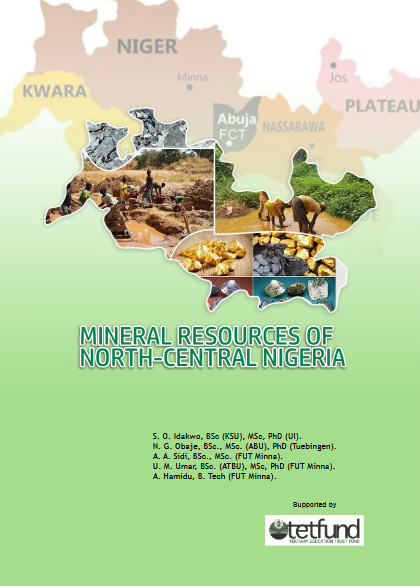 NIGER
Minna
Jos
KWARA
PLATEAU
Abuja
FCT
NASSARAWA
MINERAL RESOURCES OF
NORTH-CENTRAL NIGERIA
S. O. Idakwo, BSc (KSU), MSc, PhD (UI).
N. G. Obaje, BSc., MSc. (ABU), PhD (Tuebingen).
A. A. Sidi, BSc., MSc. (FUT Minna).
U. M. Umar, BSc. (ATBU), MSc, PhD (FUT Minna).
A. Hamidu, B. Tech (FUT Minna).
Supported by
tetfund
TERTIARY EDUCATION TRUST FUND